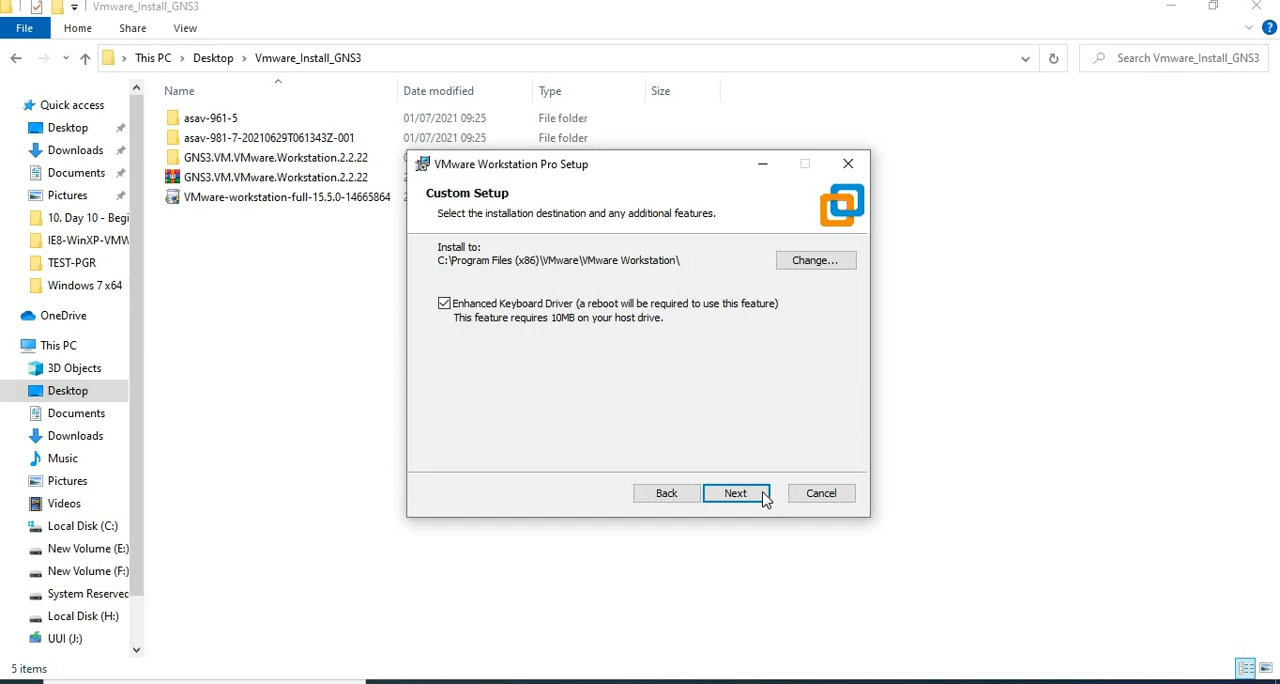 Vmware_Install_GNS3
File Home Share View
This PC Desktop Vmware_Install_GNS3
Search Vmware_Install_GNS3
Name Date modified Type Size
Quick access
Desktop
Downloads
Documents
Pictures
10. Day 10 - Begi
IE8-WinXP-VMW
TEST-PGR
Windows 7 x64
OneDrive
This PC
3D Objects
Desktop
Documents
Downloads
Music
Pictures
Videos
Local Disk (C:)
New Volume (E:)
New Volume (F:)
System Reserved
Local Disk (H:)
UUI (J:)
asav-961-5 01/07/2021 09:25 File folder
asav-981-7-20210629T061343Z-001 01/07/2021 09:25 File folder
GNS3.VM.VMware.Workstation.2.2.22
GNS3.VM.VMware.Workstation.2.2.22
VMware-workstation-full-15.5.0-14665864
VMware Workstation Pro Setup
Custom Setup
Select the installation destination and any additional features.
Install to:
C:\Program Files (x86)\VMware\VMware Workstation\
Change...
Enhanced Keyboard Driver (a reboot will be required to use this feature)
This feature requires 10MB on your host drive.
Back Next Cancel
5 items